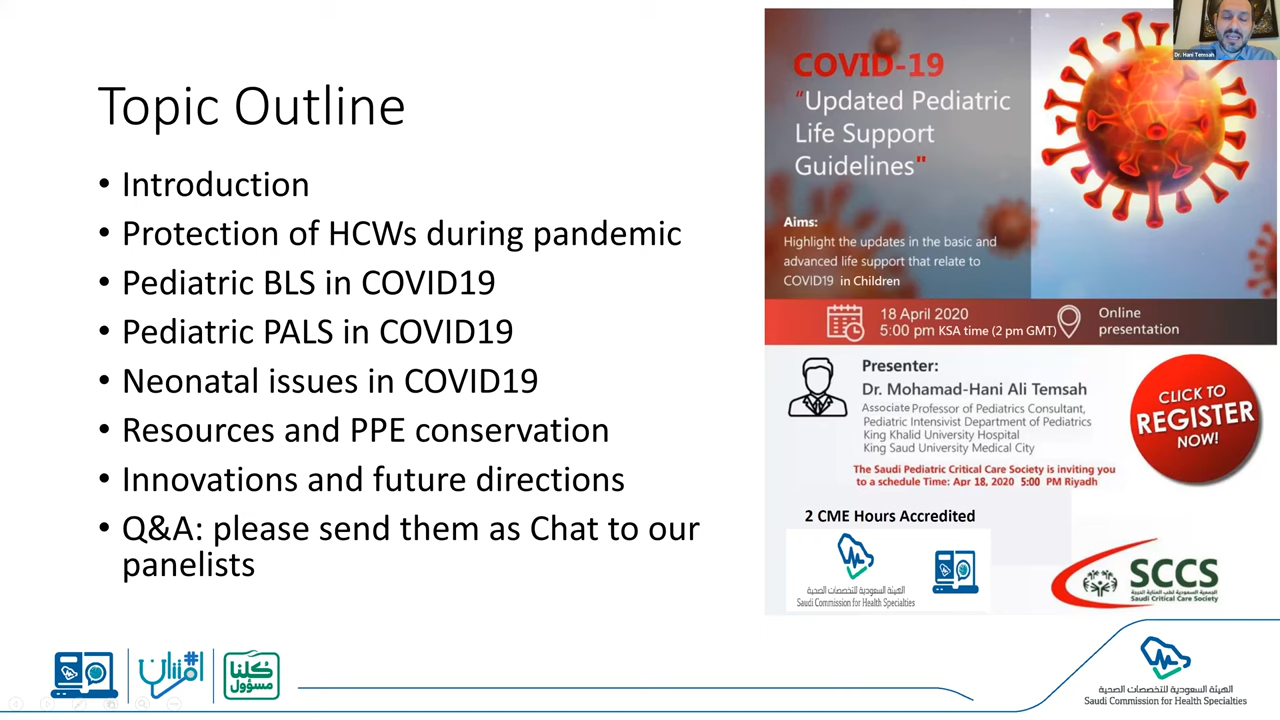 Topic Outline
• Introduction
• Protection of HCWs during pandemic
• Pediatric BLS in COVID19
• Pediatric PALS in COVID19
• Neonatal issues in COVID19
• Resources and PPE conservation
• Innovations and future directions
• Q&A: please send them as Chat to our
panelists
COVID-19
"Updated Pediatric
Life Support
Guidelines"
Aims:
Highlight the updates in the basic and
advanced life support that relate to
COVID19 in Children
18 April 2020
5:00 pm KSA time (2 pm GMT)
Online
presentation
Presenter:
Dr. Mohamad-Hani Ali Temsah
Associate Professor of Pediatrics Consultant,
Pediatric Intensivist Department of Pediatrics
King Khalid University Hospital
King Saud University Medical City
CLICK TO
REGISTER
NOW!
The Saudi Pediatric Critical Care Society is inviting you
to a schedule Time: Apr 18, 2020 5:00 PM Riyadh
2 CME Hours Accredited
الهيئة السعودية للتخصصات الصحية
Saudi Commission for Health Specialties
SCCS
Saudi Critical Care Society
Dr. Hani Temsah
كلنا
مسؤول
الهيئة السعودية للتخصصات الصحية
Saudi Commission for Health Specialties